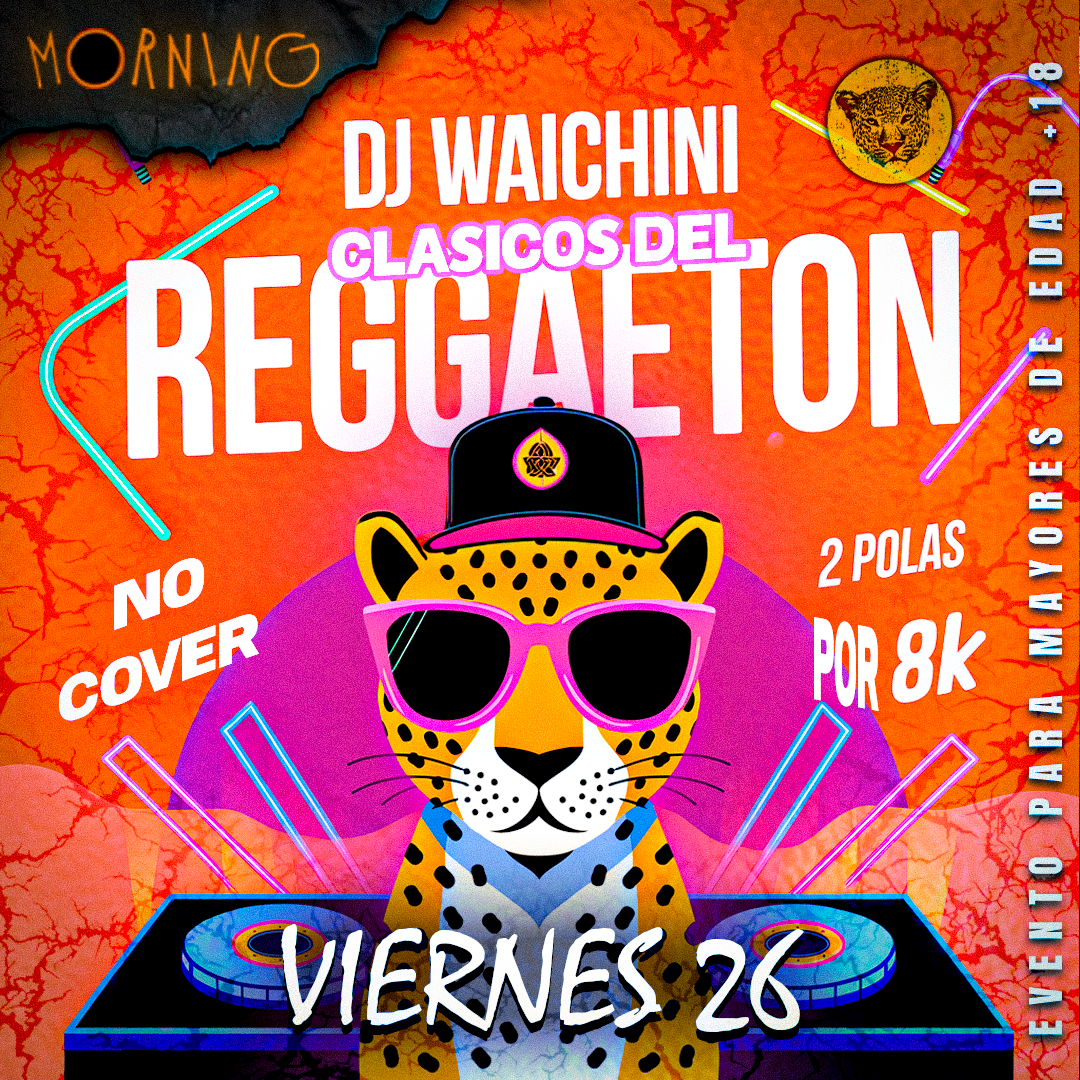 MORNING
DJ WAICHINI
CLASICOS DEL
REGGAETON
NO
COVER
2 POLAS
POR 8k
VIERNES 26
EVENTO PARA MAYORES DE EDAD +18